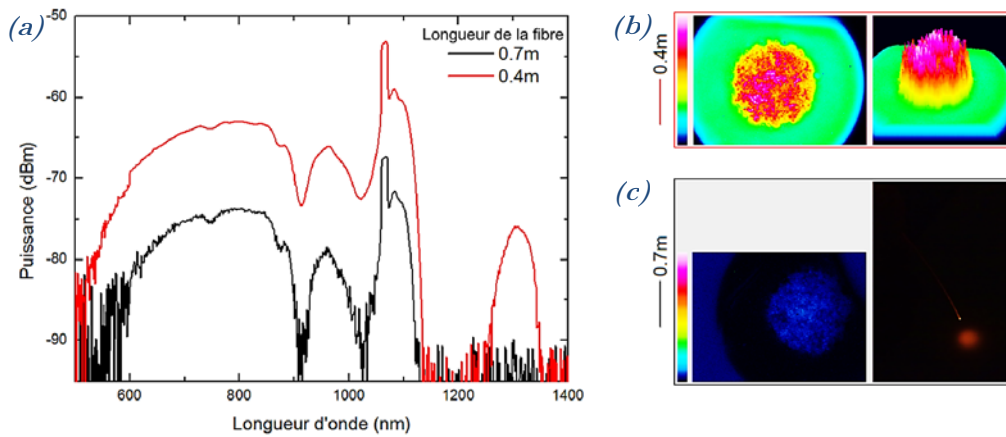 (a)
Longueur de la fibre
0.7m
0.4m
-50
-60
-70
-80
-90
Puissance (dBm)
600
800
1000
1200
1400
Longueur d'onde (nm)
(b)
0.4m
(c)
0.7m